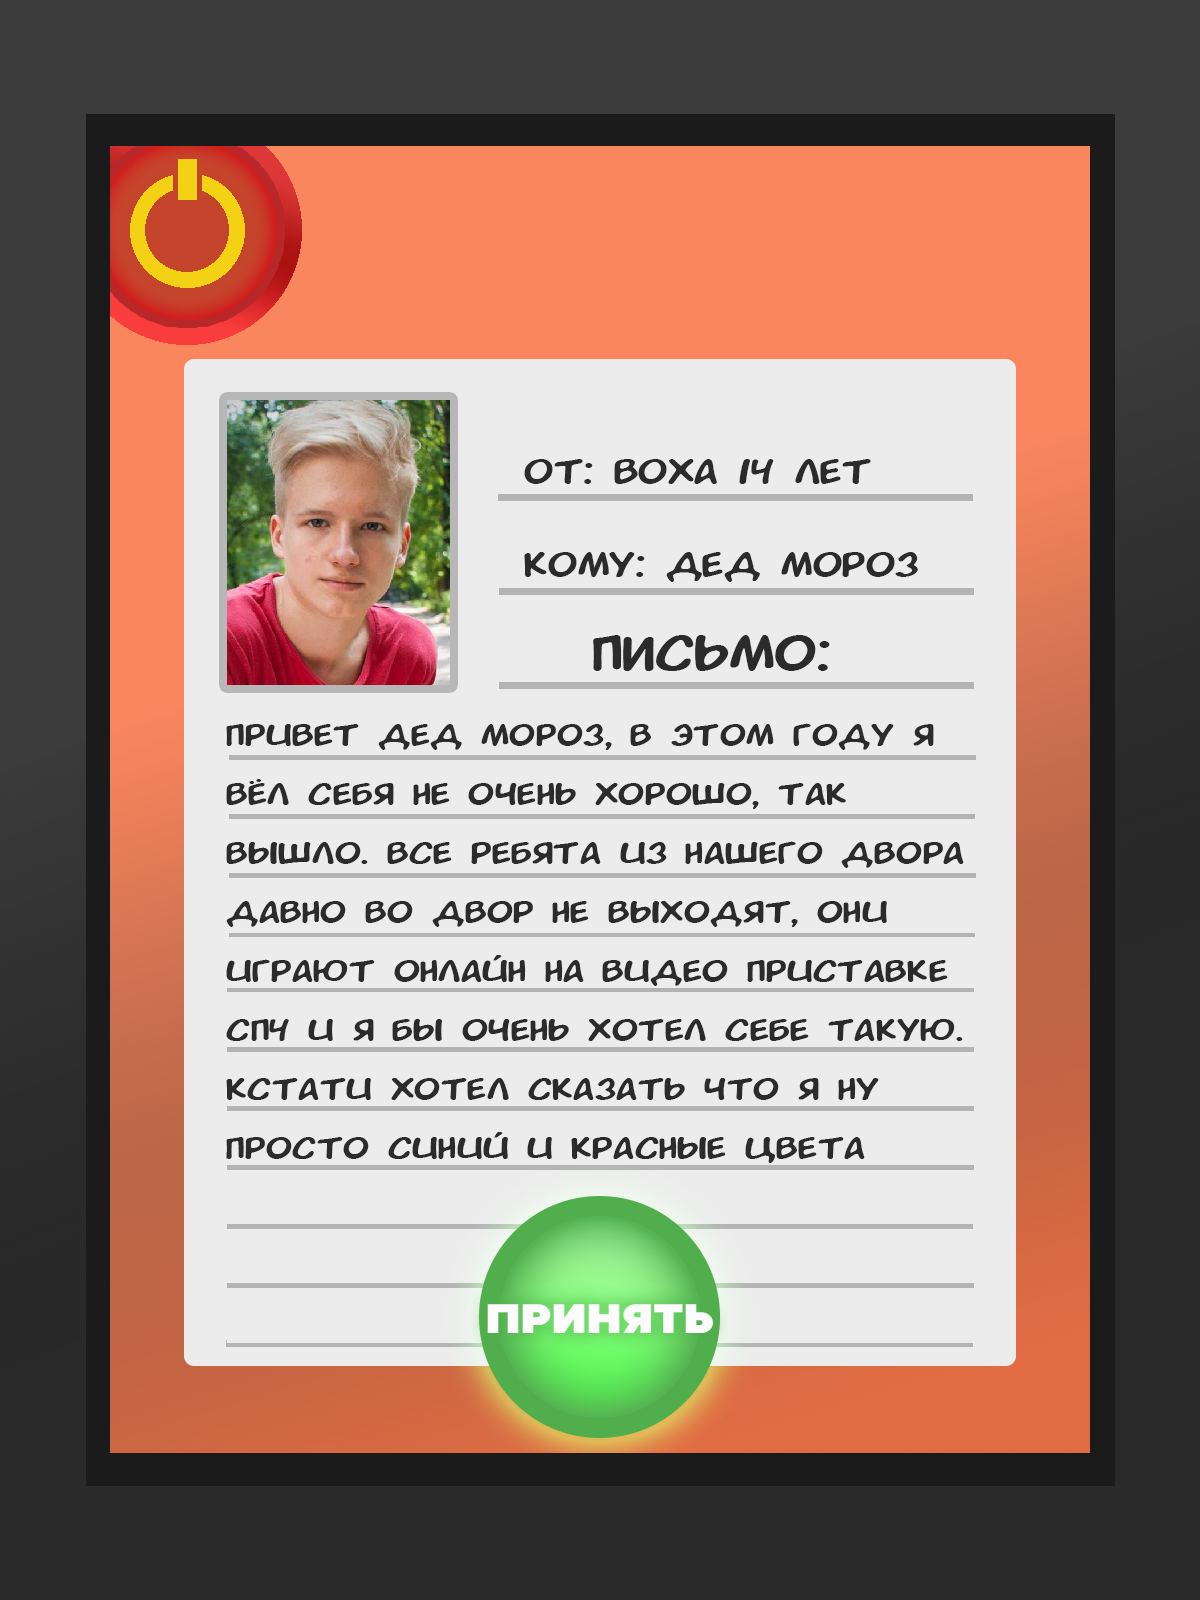 ОТ: ВОХА 14 ЛЕТ
КОМУ: ДЕД МОРОЗ
ПИСЬМО:
ПРИВЕТ ДЕД МОРОЗ, В ЭТОМ ГОДУ Я
ВЁЛ СЕБЯ НЕ ОЧЕНЬ ХОРОШО, ТАК
ВЫШЛО. ВСЕ РЕБЯТА ИЗ НАШЕГО ДВОРА
ДАВНО ВО ДВОР НЕ ВЫХОДЯТ, ОНИ
ИГРАЮТ ОНЛАЙН НА ВИДЕО ПРИСТАВКЕ
СП4 И Я БЫ ОЧЕНЬ ХОТЕЛ СЕБЕ ТАКУЮ.
КСТАТИ ХОТЕЛ СКАЗАТЬ ЧТО Я НУ
ПРОСТО СИНИЙ И КРАСНЫЕ ЦВЕТА
ПРИНЯТЬ